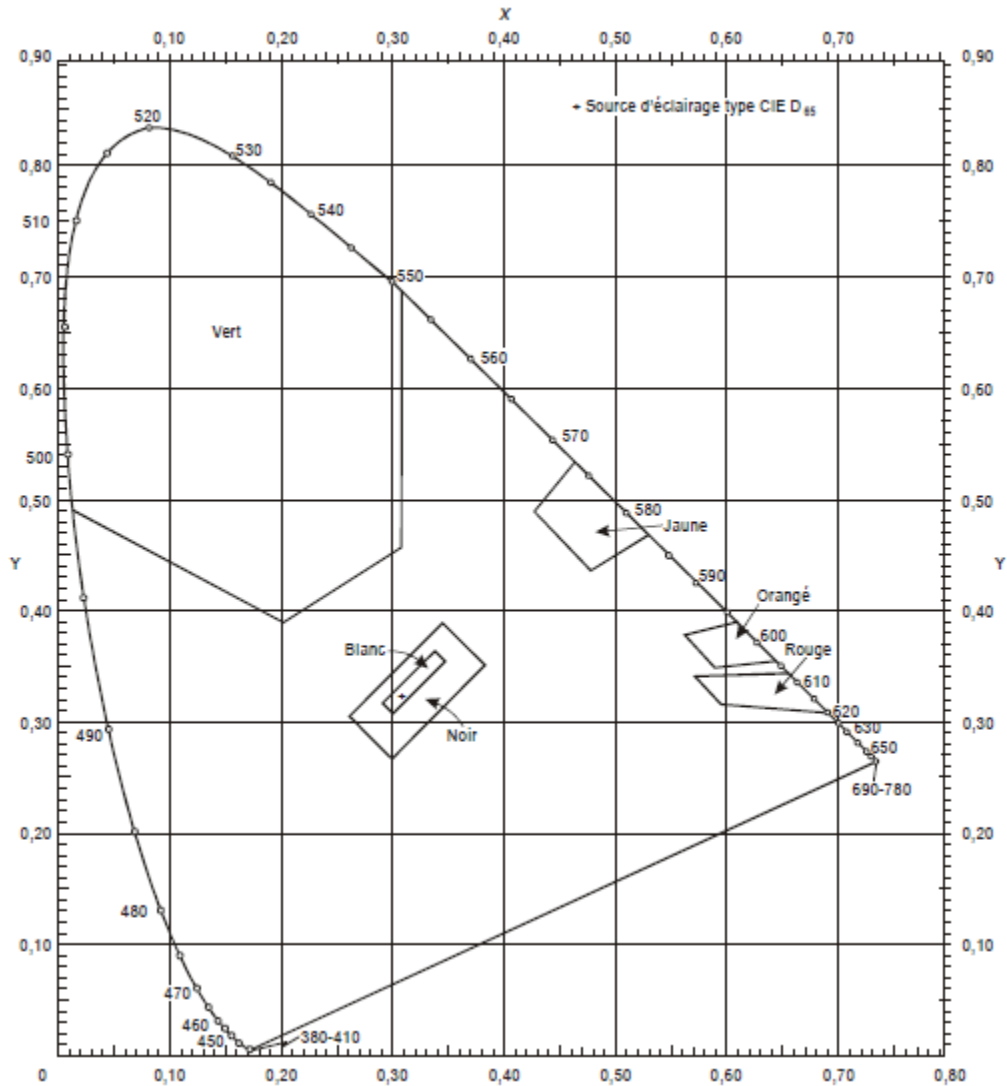 X
0,10 0,20 0,30 0,40 0,50 0,60 0,70
0,90 0,90
+ Source d'éclairage type CIE D 65
520
530
0,80 0,80
540
510
0,70 550 0,70
Vert
560
0,60 0,60
570
500
0,50 580 0,50
Jaune
Y Y
590
Orangé
0,40 0,40
600
Blanc Rouge
610
620
0,30 0,30
Noir 630
490
650
690-780
0,20 0,20
480
0,10 0,10
470
460
450 380-410
0 0,10 0,20 0,30 0,40 0,50 0,60 0,70 0,80